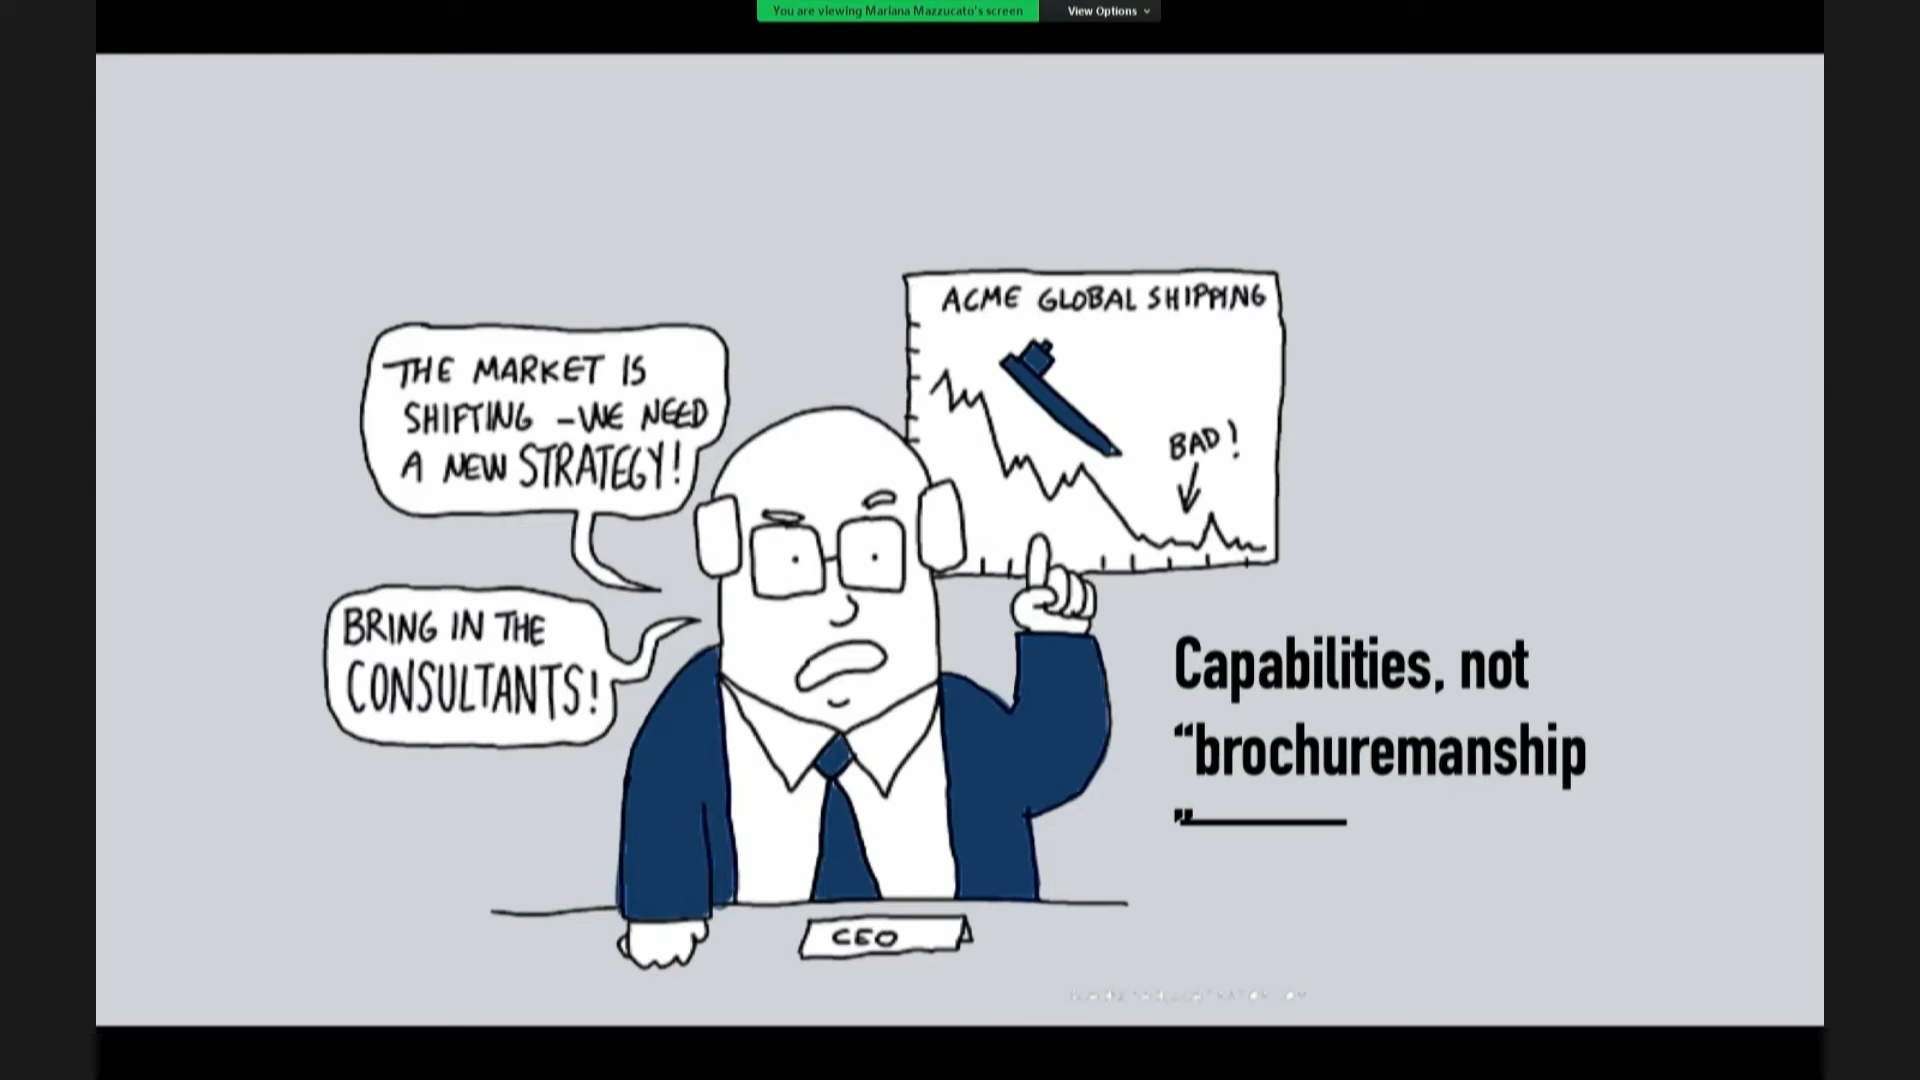 You are viewing Mariana Mazzucato's screen
View Options
ACME GLOBAL SHIPPING
THE MARKET IS
SHIFTING - WE NEED
A NEW STRATEGY!
BAD!
BRING IN THE
CONSULTANTS!
Capabilities, not
“brochuremanship
”
CEO